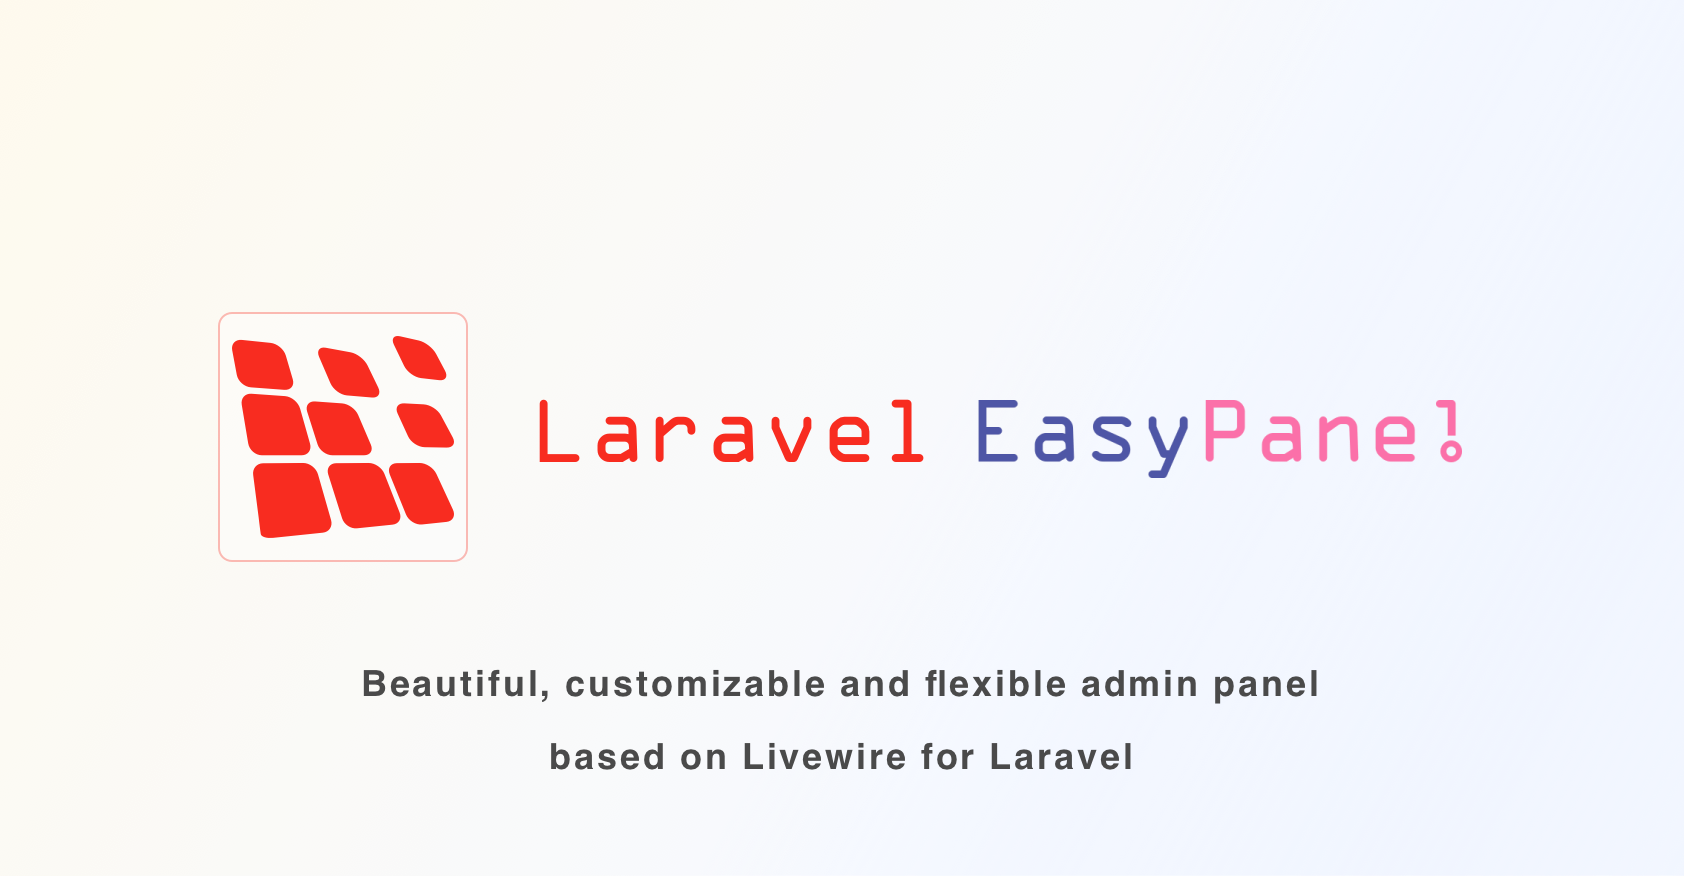 Laravel EasyPanel
Beautiful, customizable and flexible admin panel
based on Livewire for Laravel